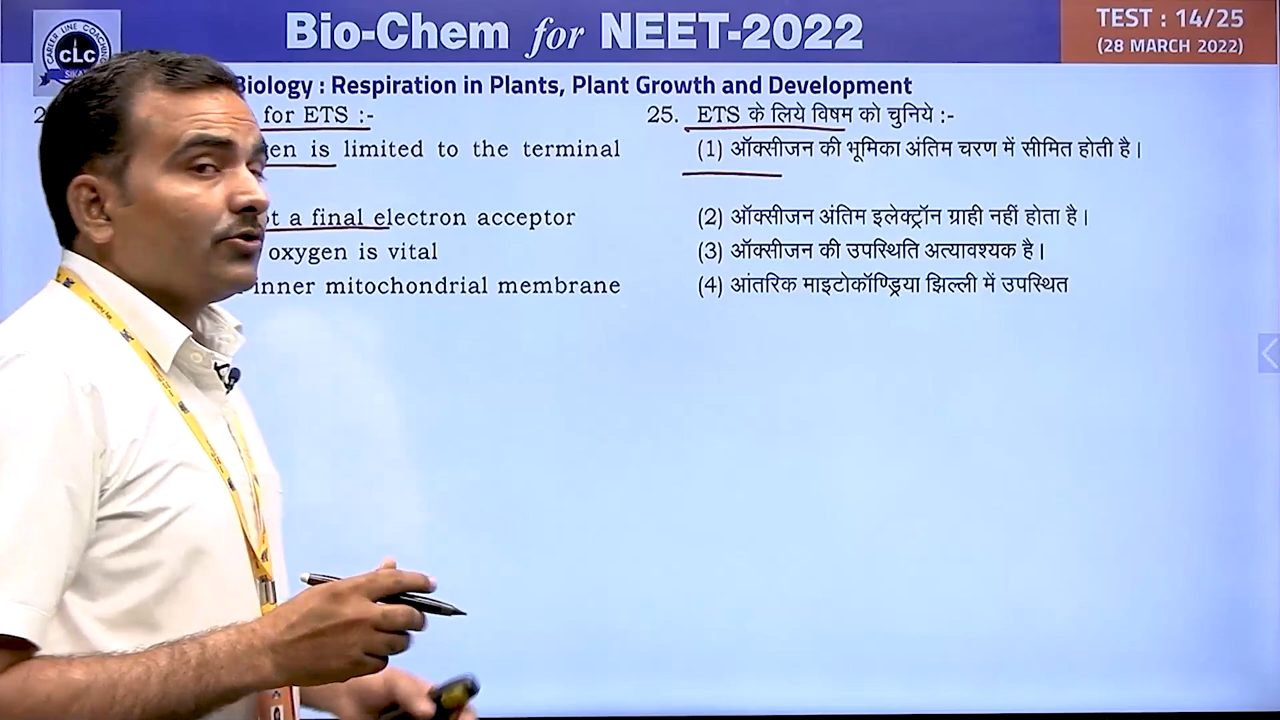 Bio-Chem for NEET-2022
TEST : 14/25
(28 MARCH 2022)
CLC
Biology : Respiration in Plants, Plant Growth and Development
for ETS :-
is limited to the terminal
a final electron acceptor
oxygen is vital
inner mitochondrial membrane
25. ETS के लिये विषम को चुनिये :-
(1) ऑक्सीजन की भूमिका अंतिम चरण में सीमित होती है।
(2) ऑक्सीजन अंतिम इलेक्ट्रॉन ग्राही नहीं होता है।
(3) ऑक्सीजन की उपस्थिति अत्यावश्यक है।
(4) आंतरिक माइटोकॉण्ड्रिया झिल्ली में उपस्थित